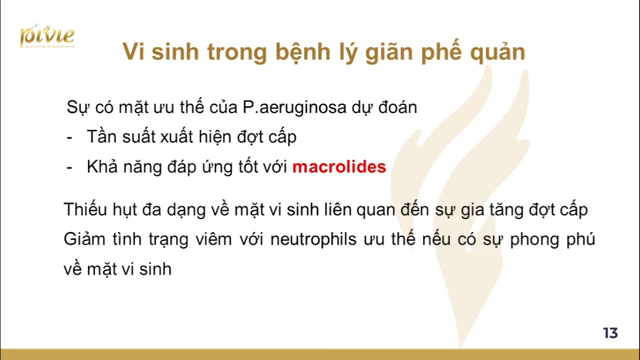 pivie
Vi sinh trong bệnh lý giãn phế quản
Sự có mặt ưu thế của P.aeruginosa dự đoán
- Tần suất xuất hiện đợt cấp
- Khả năng đáp ứng tốt với macrolides
Thiếu hụt đa dạng về mặt vi sinh liên quan đến sự gia tăng đợt cấp
Giảm tình trạng viêm với neutrophils ưu thế nếu có sự phong phú
về mặt vi sinh
13